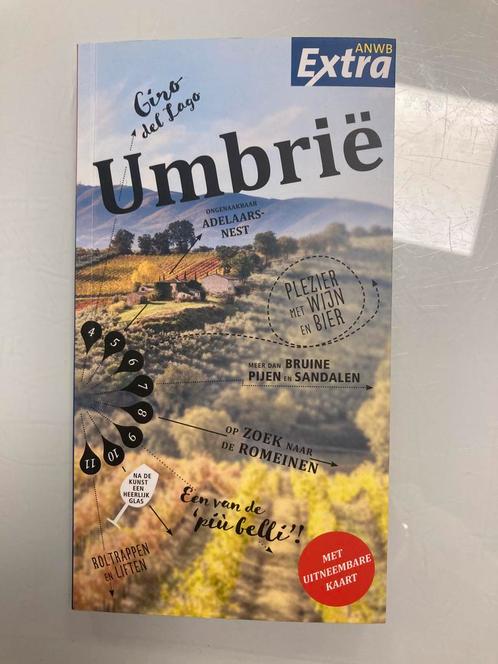 ANWB
Extra
Giro
del Lago
Umbrië
ONGENAAKBAAR
ADELAARS-
NEST
PLEZIER
MET WIJN
EN BIER
4
5
6
7
8
9
10
11
MEER DAN BRUINE
PIJEN EN SANDALEN
OP ZOEK NAAR
DE ROMEINEN
NA DE
KUNST
EEN
HEERLIJK
GLAS
Een van de
'più belli'!
ROLTRAPPEN
EN LIFTEN
MET
UITNEEMBARE
KAART